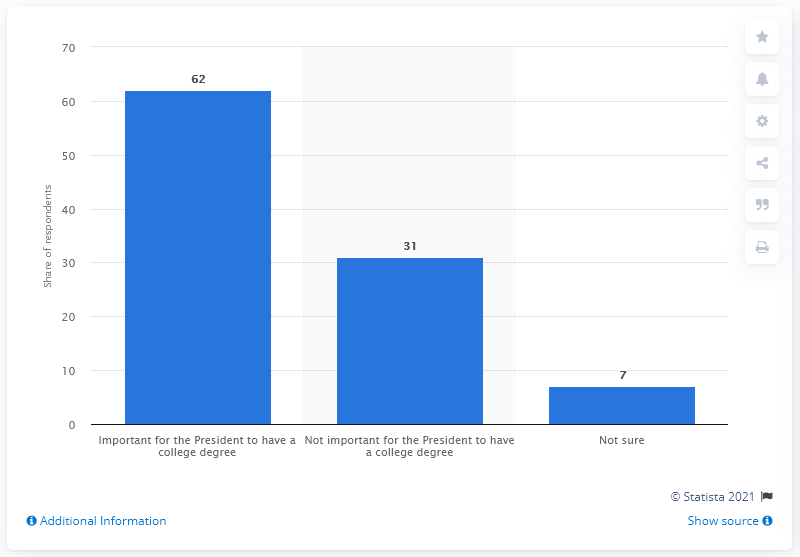 70
60
50
40
30
20
10
0
Share of respondents
62
31
7
Important for the President to have a
college degree
Not important for the President to have
a college degree
Not sure
© Statista 2021
Additional Information
Show source